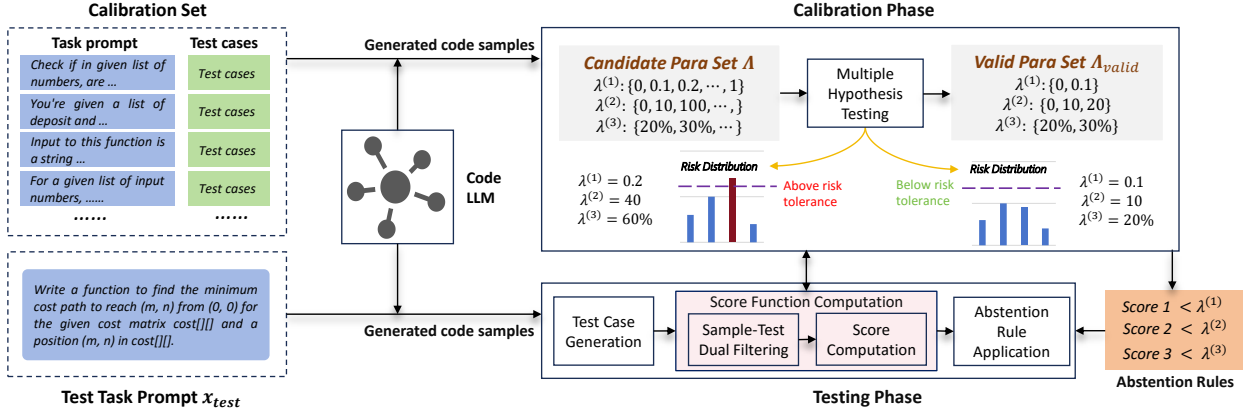 Calibration Set
Task prompt
Test cases
Check if in given list of
numbers, are ...
Test cases
You're given a list of
deposit and ...
Test cases
Input to this function is
a string ...
Test cases
For a given list of input
numbers, ......
Test cases
......
......
Generated code samples
Code
LLM
Generated code samples
Write a function to find the minimum
cost path to reach (m, n) from (0, 0) for
the given cost matrix cost[][] and a
position (m, n) in cost[][].
Test Task Prompt x_test
Calibration Phase
Candidate Para Set Λ
λ⁽¹⁾: {0, 0.1, 0.2, ⋯, 1}
λ⁽²⁾: {0, 10, 100, ⋯, }
λ⁽³⁾: {20%, 30%, ⋯}
Multiple
Hypothesis
Testing
Valid Para Set Λ_valid
λ⁽¹⁾: {0, 0.1}
λ⁽²⁾: {0, 10, 20}
λ⁽³⁾: {20%, 30%}
λ⁽¹⁾ = 0.2
λ⁽²⁾ = 40
λ⁽³⁾ = 60%
Risk Distribution
Above risk
tolerance
Below risk
tolerance
Risk Distribution
λ⁽¹⁾ = 0.1
λ⁽²⁾ = 10
λ⁽³⁾ = 20%
Test Case
Generation
Score Function Computation
Sample-Test
Dual Filtering
Score
Computation
Abstention
Rule
Application
Testing Phase
Score 1 < λ⁽¹⁾
Score 2 < λ⁽²⁾
Score 3 < λ⁽³⁾
Abstention Rules